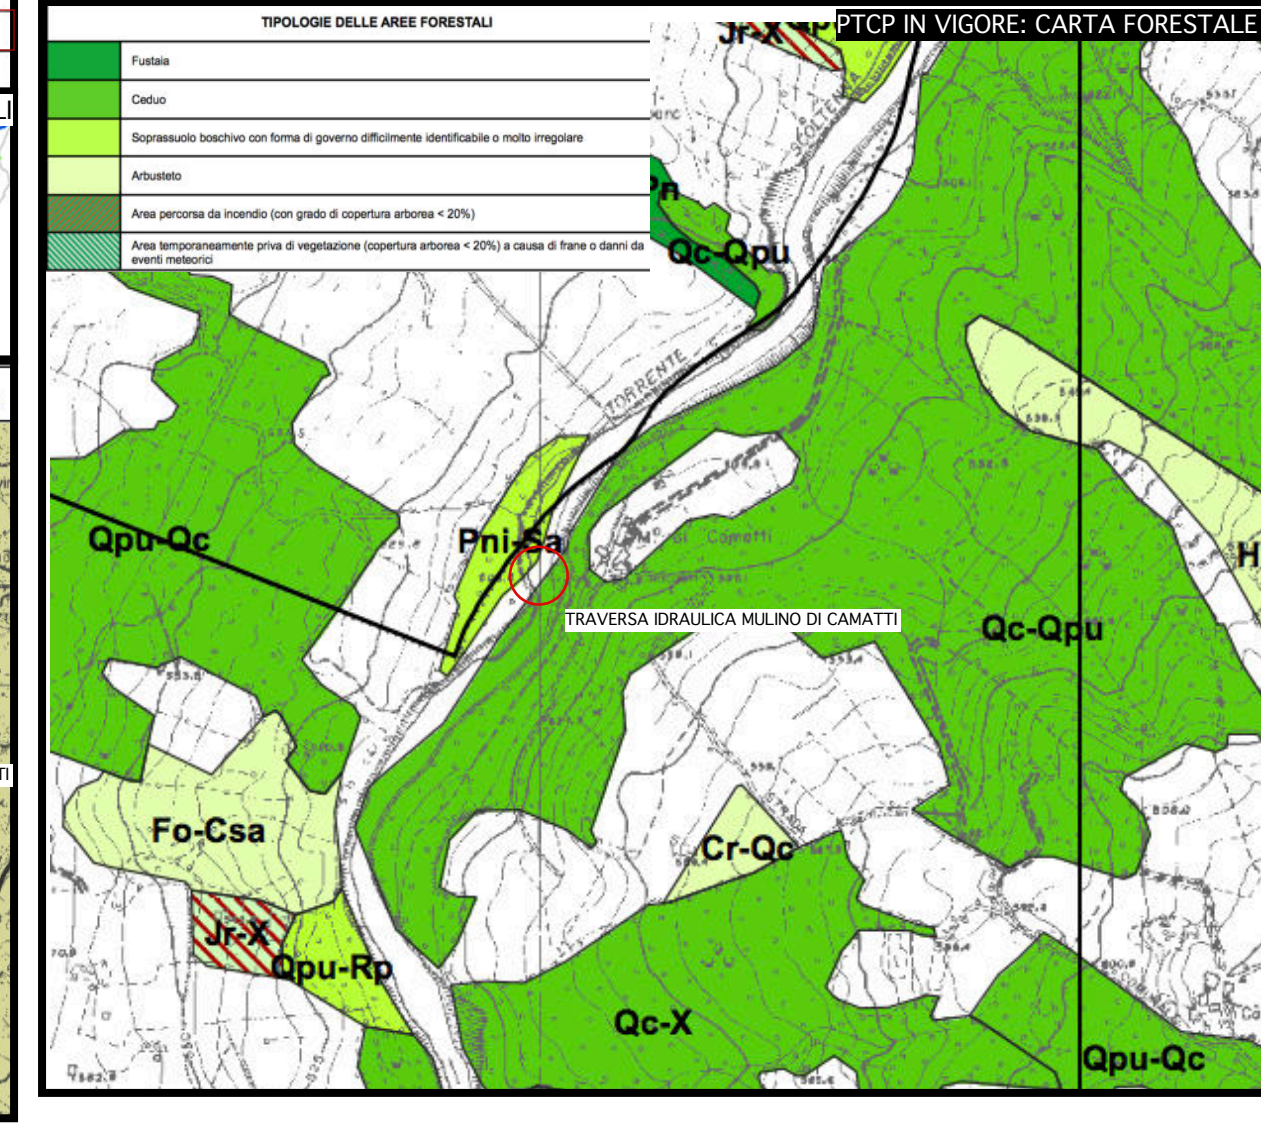 PTCP IN VIGORE: CARTA FORESTALE
TIPOLOGIE DELLE AREE FORESTALI
Fustaia
Ceduo
Soprassuolo boschivo con forma di governo difficilmente identificabile o molto irregolare
Arbusteto
Area percorsa da incendio (con grado di copertura arborea < 20%)
Area temporaneamente priva di vegetazione (copertura arborea < 20%) a causa di frane o danni da
eventi meteorici
Jr-X
SCOLTENNA
Qc-Qpu
TORRENTE
Qpu-Qc
Pni-Sa
Camatti
TRAVERSA IDRAULICA MULINO DI CAMATTI
Qc-Qpu
H
STRADA
Fo-Csa
Cr-Qc
Jr-X
Qpu-Rp
Qc-X
Qpu-Qc